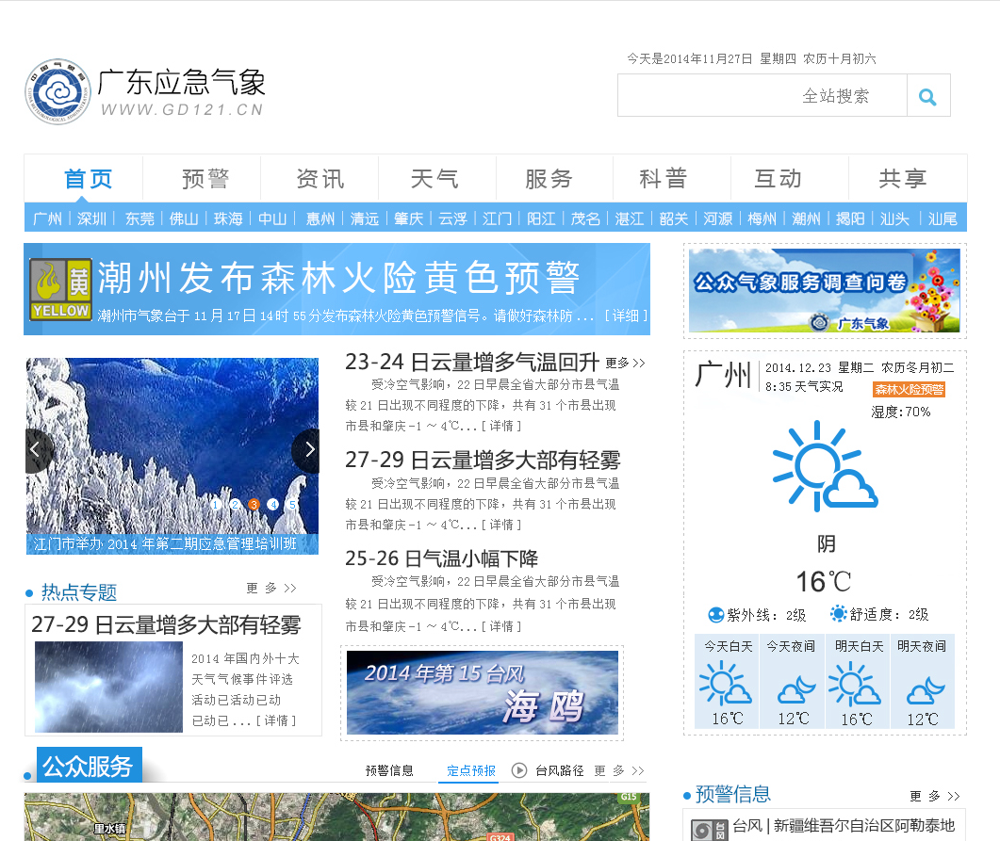 今天是2014年11月27日 星期四 农历十月初六
广东应急气象
WWW.GD121.CN
全站搜索
首页 预警 资讯 天气 服务 科普 互动 共享
广州 | 深圳 | 东莞 | 佛山 | 珠海 | 中山 | 惠州 | 清远 | 肇庆 | 云浮 | 江门 | 阳江 | 茂名 | 湛江 | 韶关 | 河源 | 梅州 | 潮州 | 揭阳 | 汕头 | 汕尾
黄
YELLOW
潮州发布森林火险黄色预警
潮州市气象台于 11 月 17 日 14 时 55 分发布森林火险黄色预警信号。请做好森林防 ... [ 详细 ]
公众气象服务调查问卷
广东气象
1 2 3 4 5
江门市举办 2014 年第二期应急管理培训班
23-24 日云量增多气温回升 更多 >>
受冷空气影响，22 日早晨全省大部分市县气温
较 21 日出现不同程度的下降，共有 31 个市县出现
市县和肇庆 -1 ～ 4℃... [ 详情 ]
27-29 日云量增多大部有轻雾
受冷空气影响，22 日早晨全省大部分市县气温
较 21 日出现不同程度的下降，共有 31 个市县出现
市县和肇庆 -1 ～ 4℃... [ 详情 ]
25-26 日气温小幅下降
受冷空气影响，22 日早晨全省大部分市县气温
较 21 日出现不同程度的下降，共有 31 个市县出现
市县和肇庆 -1 ～ 4℃... [ 详情 ]
广州
2014.12.23 星期二 农历冬月初二
8:35 天气实况
森林火险预警
湿度:70%
阴
16℃
紫外线：2级 舒适度：2级
今天白天 今天夜间 明天白天 明天夜间
16℃ 12℃ 16℃ 12℃
热点专题 更 多 >>
27-29 日云量增多大部有轻雾
2014 年国内外十大
天气气候事件评选
活动已活动已动
已动已 ... [ 详情 ]
2014 年第 15 台风
海 鸥
公众服务
预警信息 定点预报 台风路径 更 多 >>
里水镇
G15
G324
预警信息 更 多 >>
台风
台风 | 新疆维吾尔自治区阿勒泰地